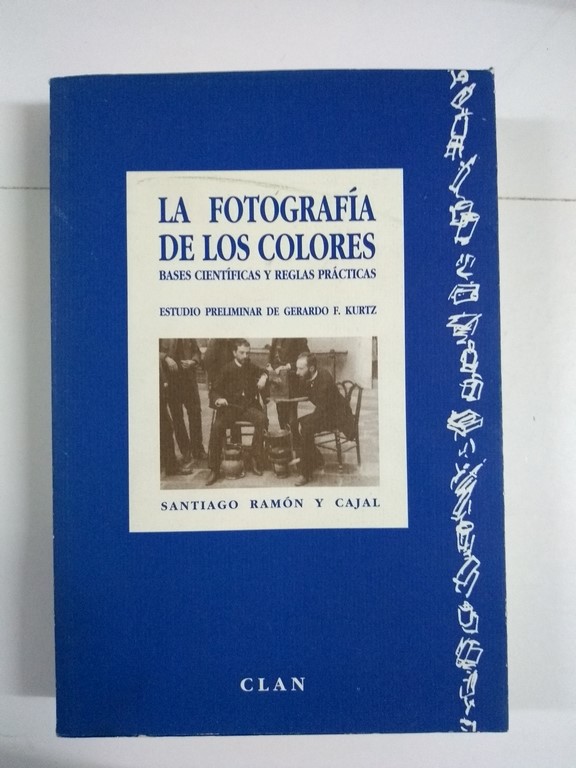 LA FOTOGRAFÍA
DE LOS COLORES
BASES CIENTÍFICAS Y REGLAS PRÁCTICAS
ESTUDIO PRELIMINAR DE GERARDO F. KURTZ
SANTIAGO RAMÓN Y CAJAL
CLAN